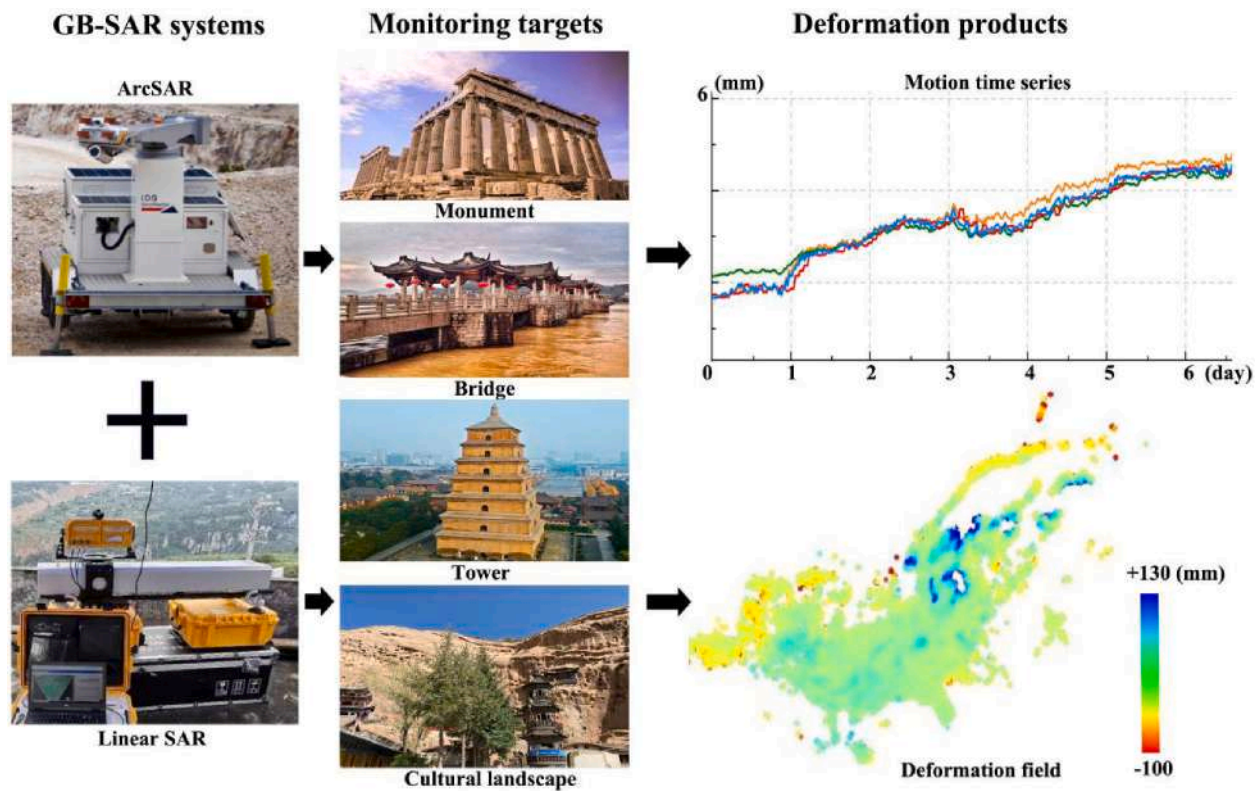 GB-SAR systems
Monitoring targets
Deformation products
ArcSAR
IDS
Linear SAR
Monument
Bridge
Tower
Cultural landscape
6 (mm)
Motion time series
0 1 2 3 4 5 6 (day)
+130 (mm)
-100
Deformation field